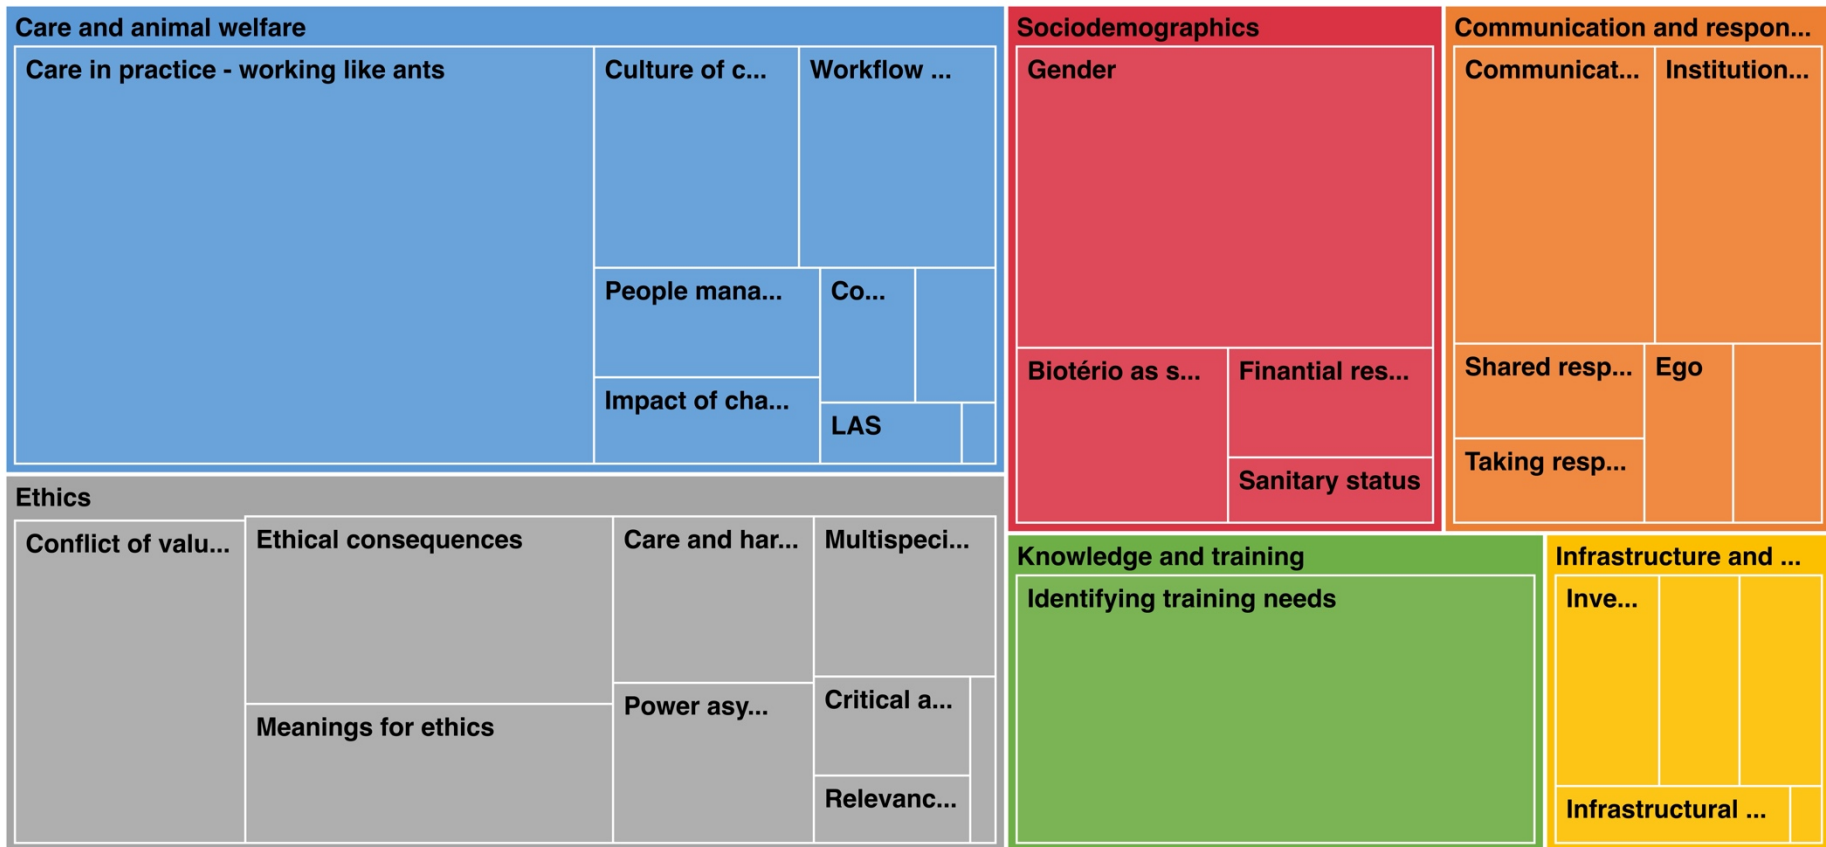 Care and animal welfare
Care in practice - working like ants
Culture of c...
Workflow ...
People mana...
Co...
Impact of cha...
LAS
Sociodemographics
Gender
Biotério as s...
Finantial res...
Sanitary status
Communication and respon...
Communicat...
Institution...
Shared resp...
Ego
Taking resp...
Ethics
Conflict of valu...
Ethical consequences
Care and har...
Multispeci...
Meanings for ethics
Power asy...
Critical a...
Relevanc...
Knowledge and training
Identifying training needs
Infrastructure and ...
Inve...
Infrastructural ...